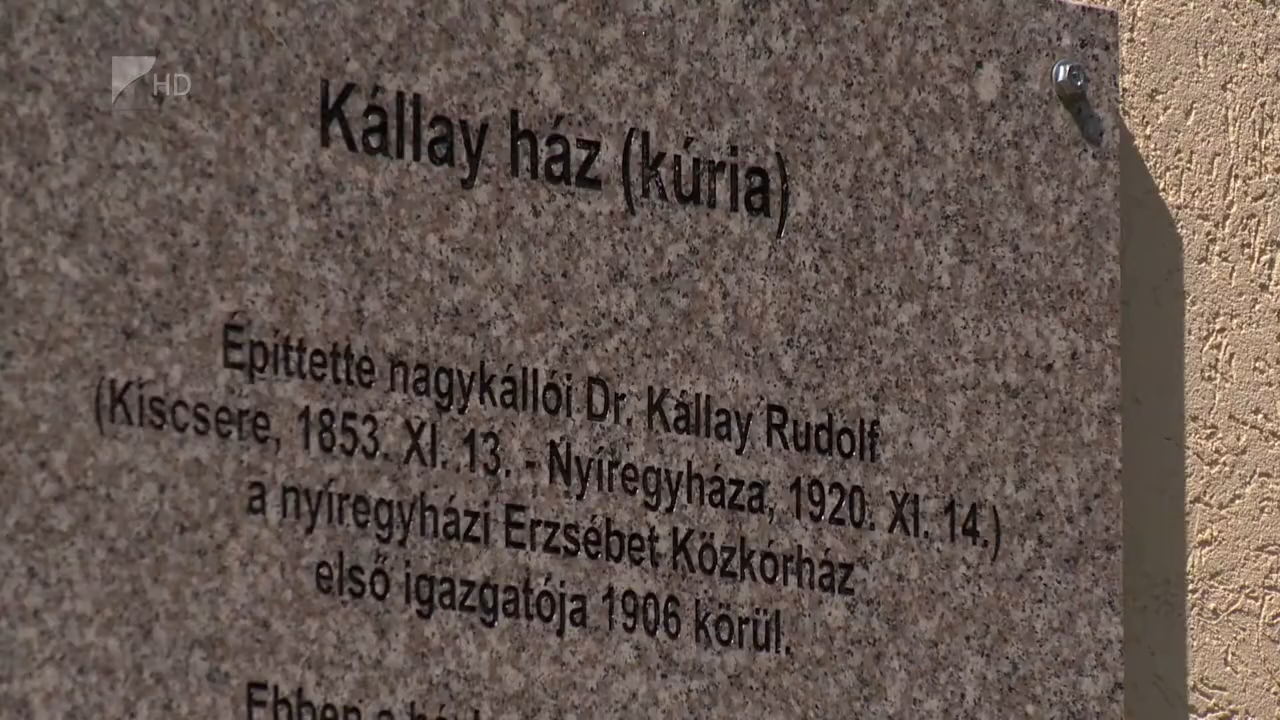 HD
Kállay ház (kúria)
Építtette nagykállói Dr. Kállay Rudolf
(Kiscsere, 1853. XI. 13. - Nyíregyháza, 1920. XI. 14.)
a nyíregyházi Erzsébet Közkórház
első igazgatója 1906 körül.
Ebben a